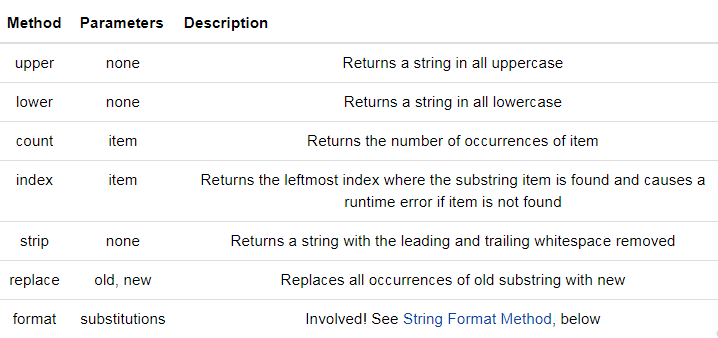 Method Parameters Description
upper none Returns a string in all uppercase
lower none Returns a string in all lowercase
count item Returns the number of occurrences of item
index item Returns the leftmost index where the substring item is found and causes a
runtime error if item is not found
strip none Returns a string with the leading and trailing whitespace removed
replace old, new Replaces all occurrences of old substring with new
format substitutions Involved! See String Format Method, below